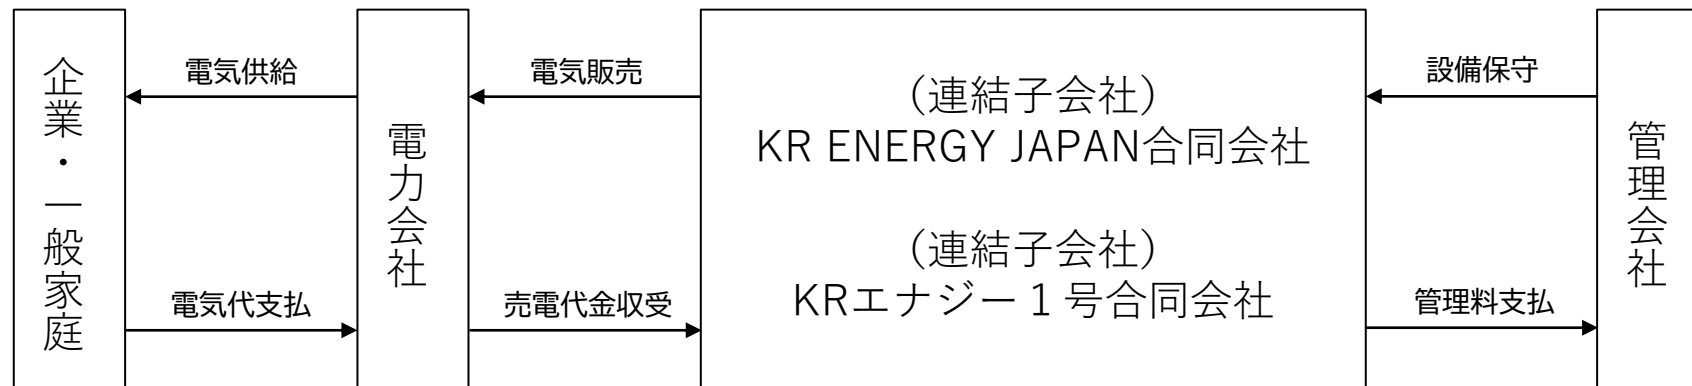 企業・一般家庭
電気供給
電気代支払
電力会社
電気販売
売電代金収受
（連結子会社）
KR ENERGY JAPAN合同会社
（連結子会社）
KRエナジー１号合同会社
設備保守
管理料支払
管理会社